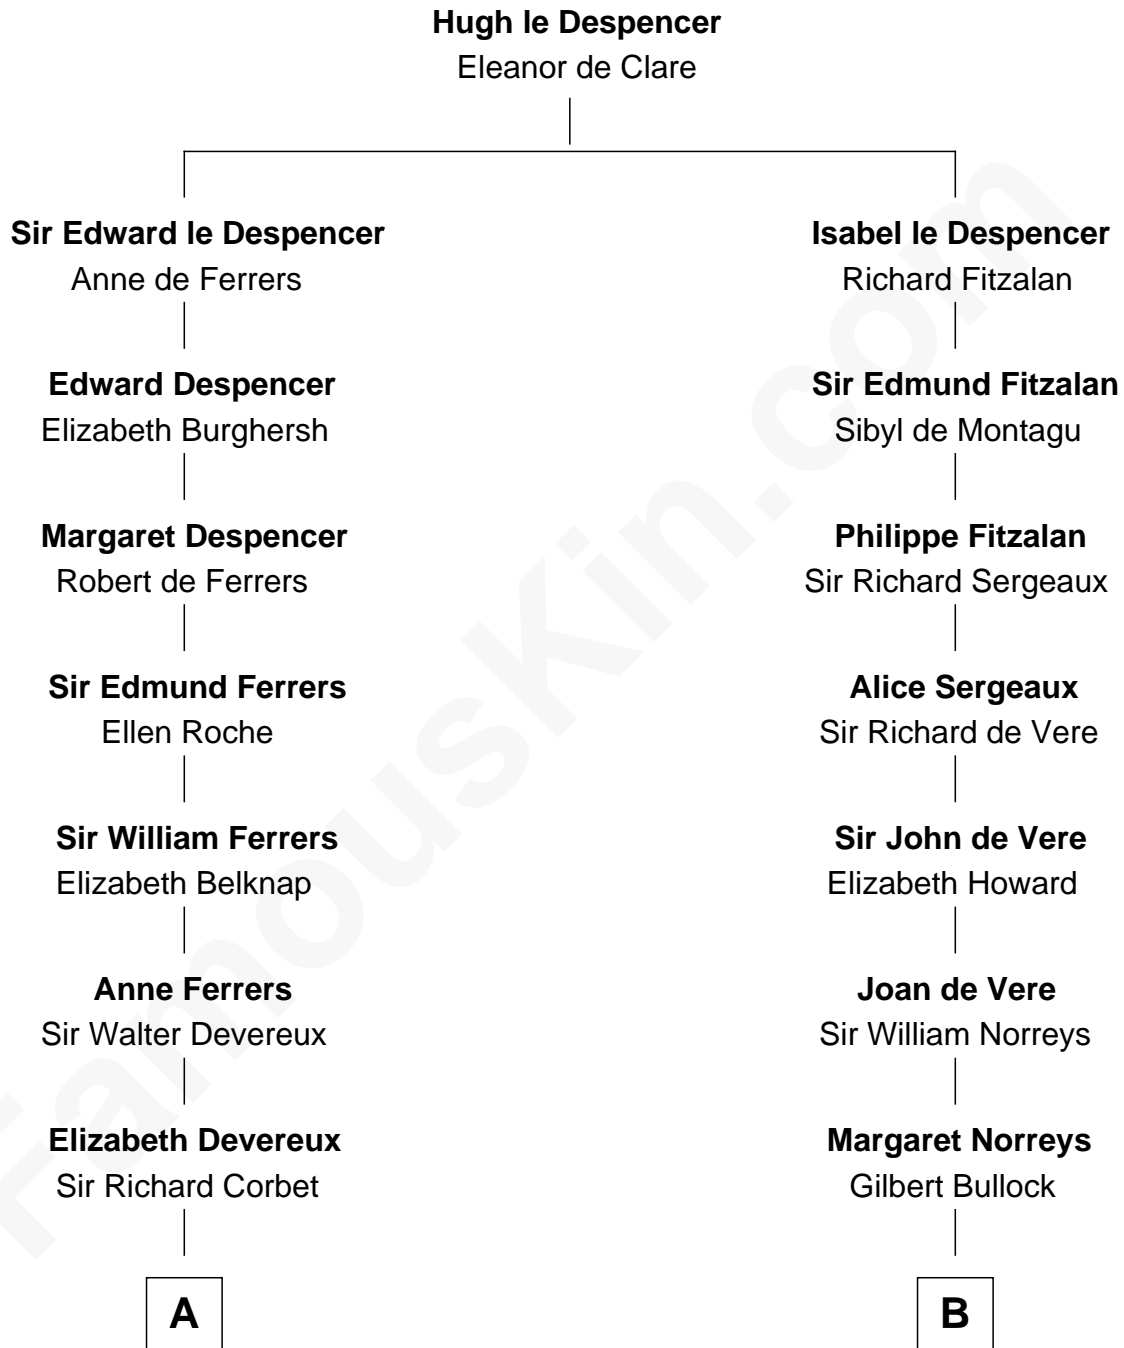 Hugh le Despencer
Eleanor de Clare
Sir Edward le Despencer
Anne de Ferrers
Isabel le Despencer
Richard Fitzalan
Edward Despencer
Elizabeth Burghersh
Sir Edmund Fitzalan
Sibyl de Montagu
Margaret Despencer
Robert de Ferrers
Philippe Fitzalan
Sir Richard Sergeaux
Sir Edmund Ferrers
Ellen Roche
Alice Sergeaux
Sir Richard de Vere
Sir William Ferrers
Elizabeth Belknap
Sir John de Vere
Elizabeth Howard
Anne Ferrers
Sir Walter Devereux
Joan de Vere
Sir William Norreys
Elizabeth Devereux
Sir Richard Corbet
Margaret Norreys
Gilbert Bullock
A
B
FamousKin.com